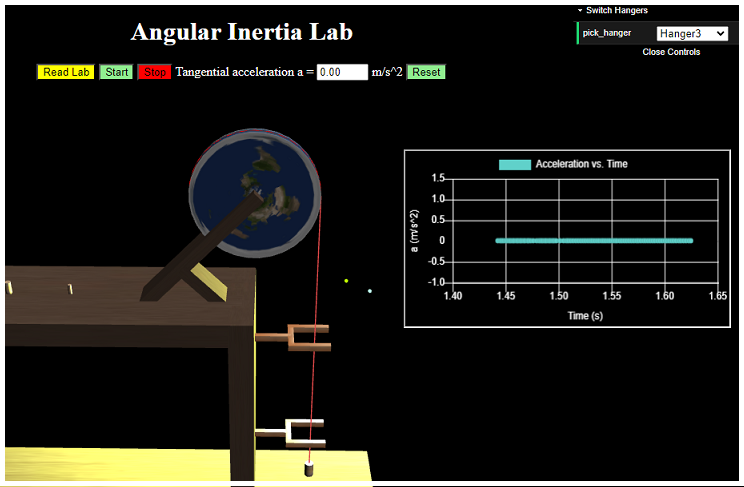 Switch Hangers
Angular Inertia Lab
pick_hanger Hanger3
Close Controls
Read Lab Start Stop Tangential acceleration a = 0.00 m/s^2 Reset
Acceleration vs. Time
1.5
1.0
0.5
0
-0.5
-1.0
a (m/s^2)
1.40 1.45 1.50 1.55 1.60 1.65
Time (s)